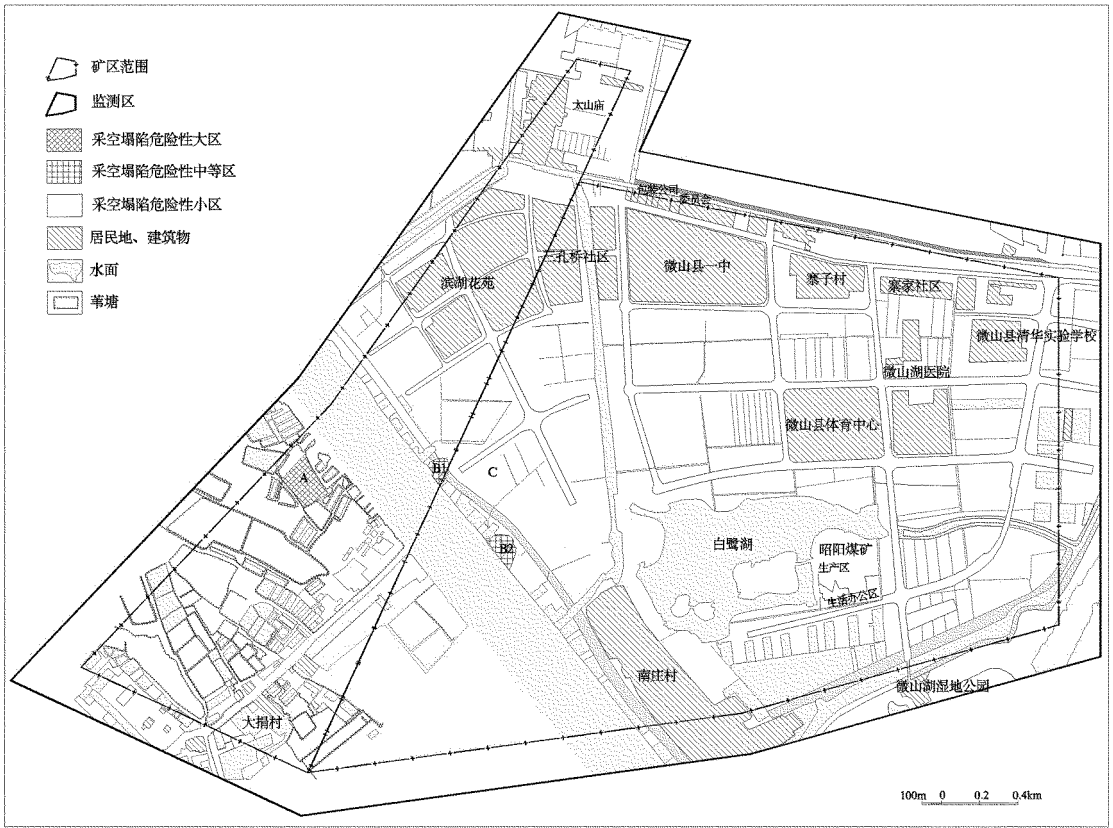 矿区范围
监测区
采空塌陷危险性大区
采空塌陷危险性中等区
采空塌陷危险性小区
居民地、建筑物
水面
苇塘
太山庙
包装公司
委员会
三孔桥社区
微山县一中
滨湖花苑
寨子村
寨家社区
微山县清华实验学校
微山湖医院
微山县体育中心
A
B1
C
B2
白鹭湖
昭阳煤矿
生产区
生活办公区
南庄村
微山湖湿地公园
大捐村
100m 0 0.2 0.4km